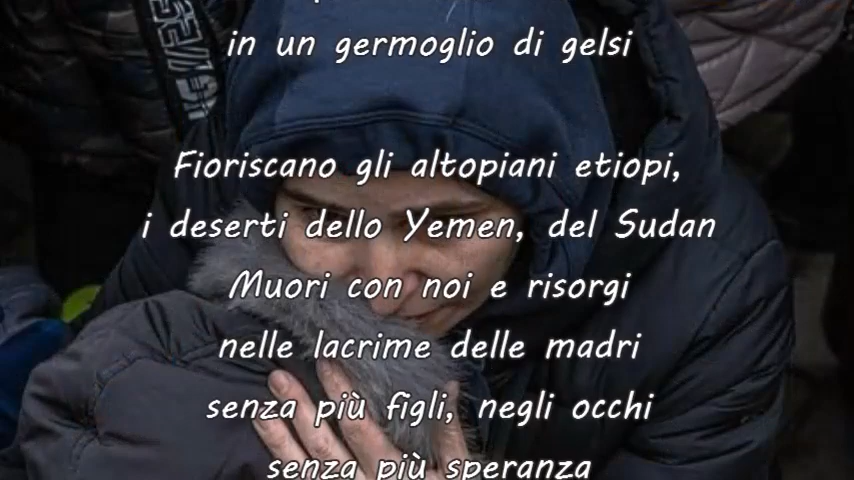 in un germoglio di gelsi
Fioriscano gli altopiani etiopi,
i deserti dello Yemen, del Sudan
Muori con noi e risorgi
nelle lacrime delle madri
senza più figli, negli occhi
senza più speranza